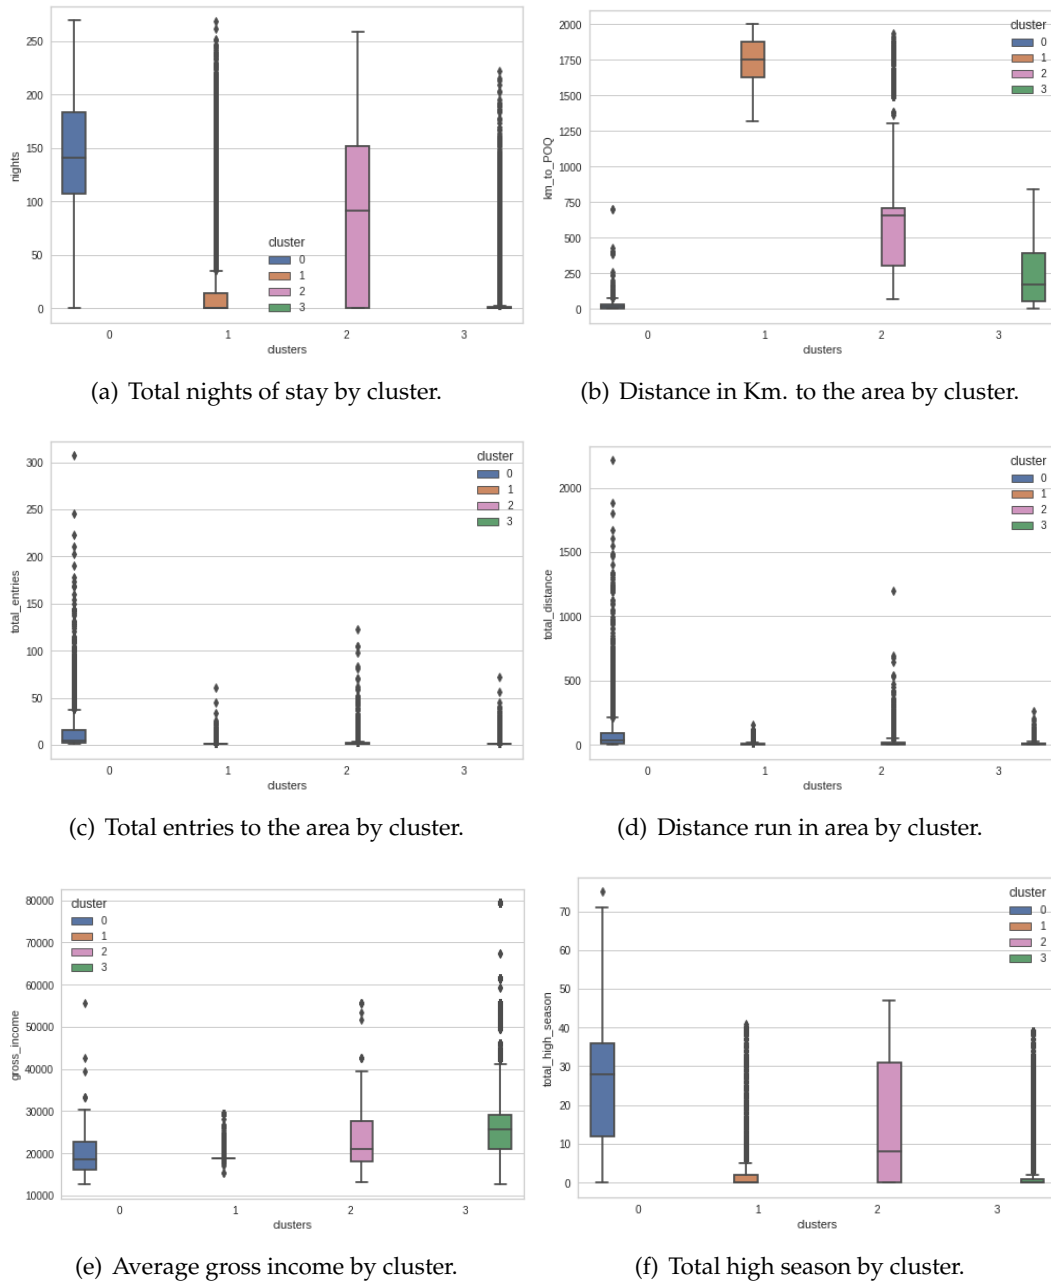 250
200
150
100
50
0
nights
cluster
0
1
2
3
0 1 2 3
clusters
(a) Total nights of stay by cluster.
2000
1750
1500
1250
1000
750
500
250
0
km_to_POQ
cluster
0
1
2
3
0 1 2 3
clusters
(b) Distance in Km. to the area by cluster.
300
250
200
150
100
50
0
total_entries
cluster
0
1
2
3
0 1 2 3
clusters
(c) Total entries to the area by cluster.
2000
1500
1000
500
0
total_distance
cluster
0
1
2
3
0 1 2 3
clusters
(d) Distance run in area by cluster.
80000
70000
60000
50000
40000
30000
20000
10000
gross_income
cluster
0
1
2
3
0 1 2 3
clusters
(e) Average gross income by cluster.
70
60
50
40
30
20
10
0
total_high_season
cluster
0
1
2
3
0 1 2 3
clusters
(f) Total high season by cluster.